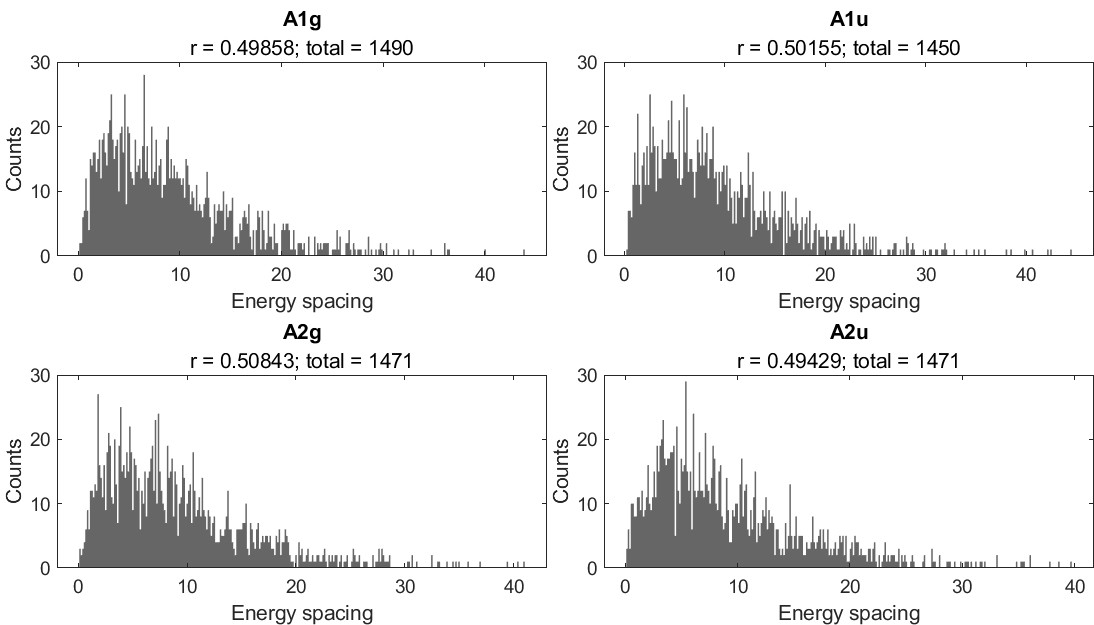 A1g
r = 0.49858; total = 1490
30
20
10
0
Counts
0 10 20 30 40
Energy spacing
A1u
r = 0.50155; total = 1450
30
20
10
0
Counts
0 10 20 30 40
Energy spacing
A2g
r = 0.50843; total = 1471
30
20
10
0
Counts
0 10 20 30 40
Energy spacing
A2u
r = 0.49429; total = 1471
30
20
10
0
Counts
0 10 20 30 40
Energy spacing